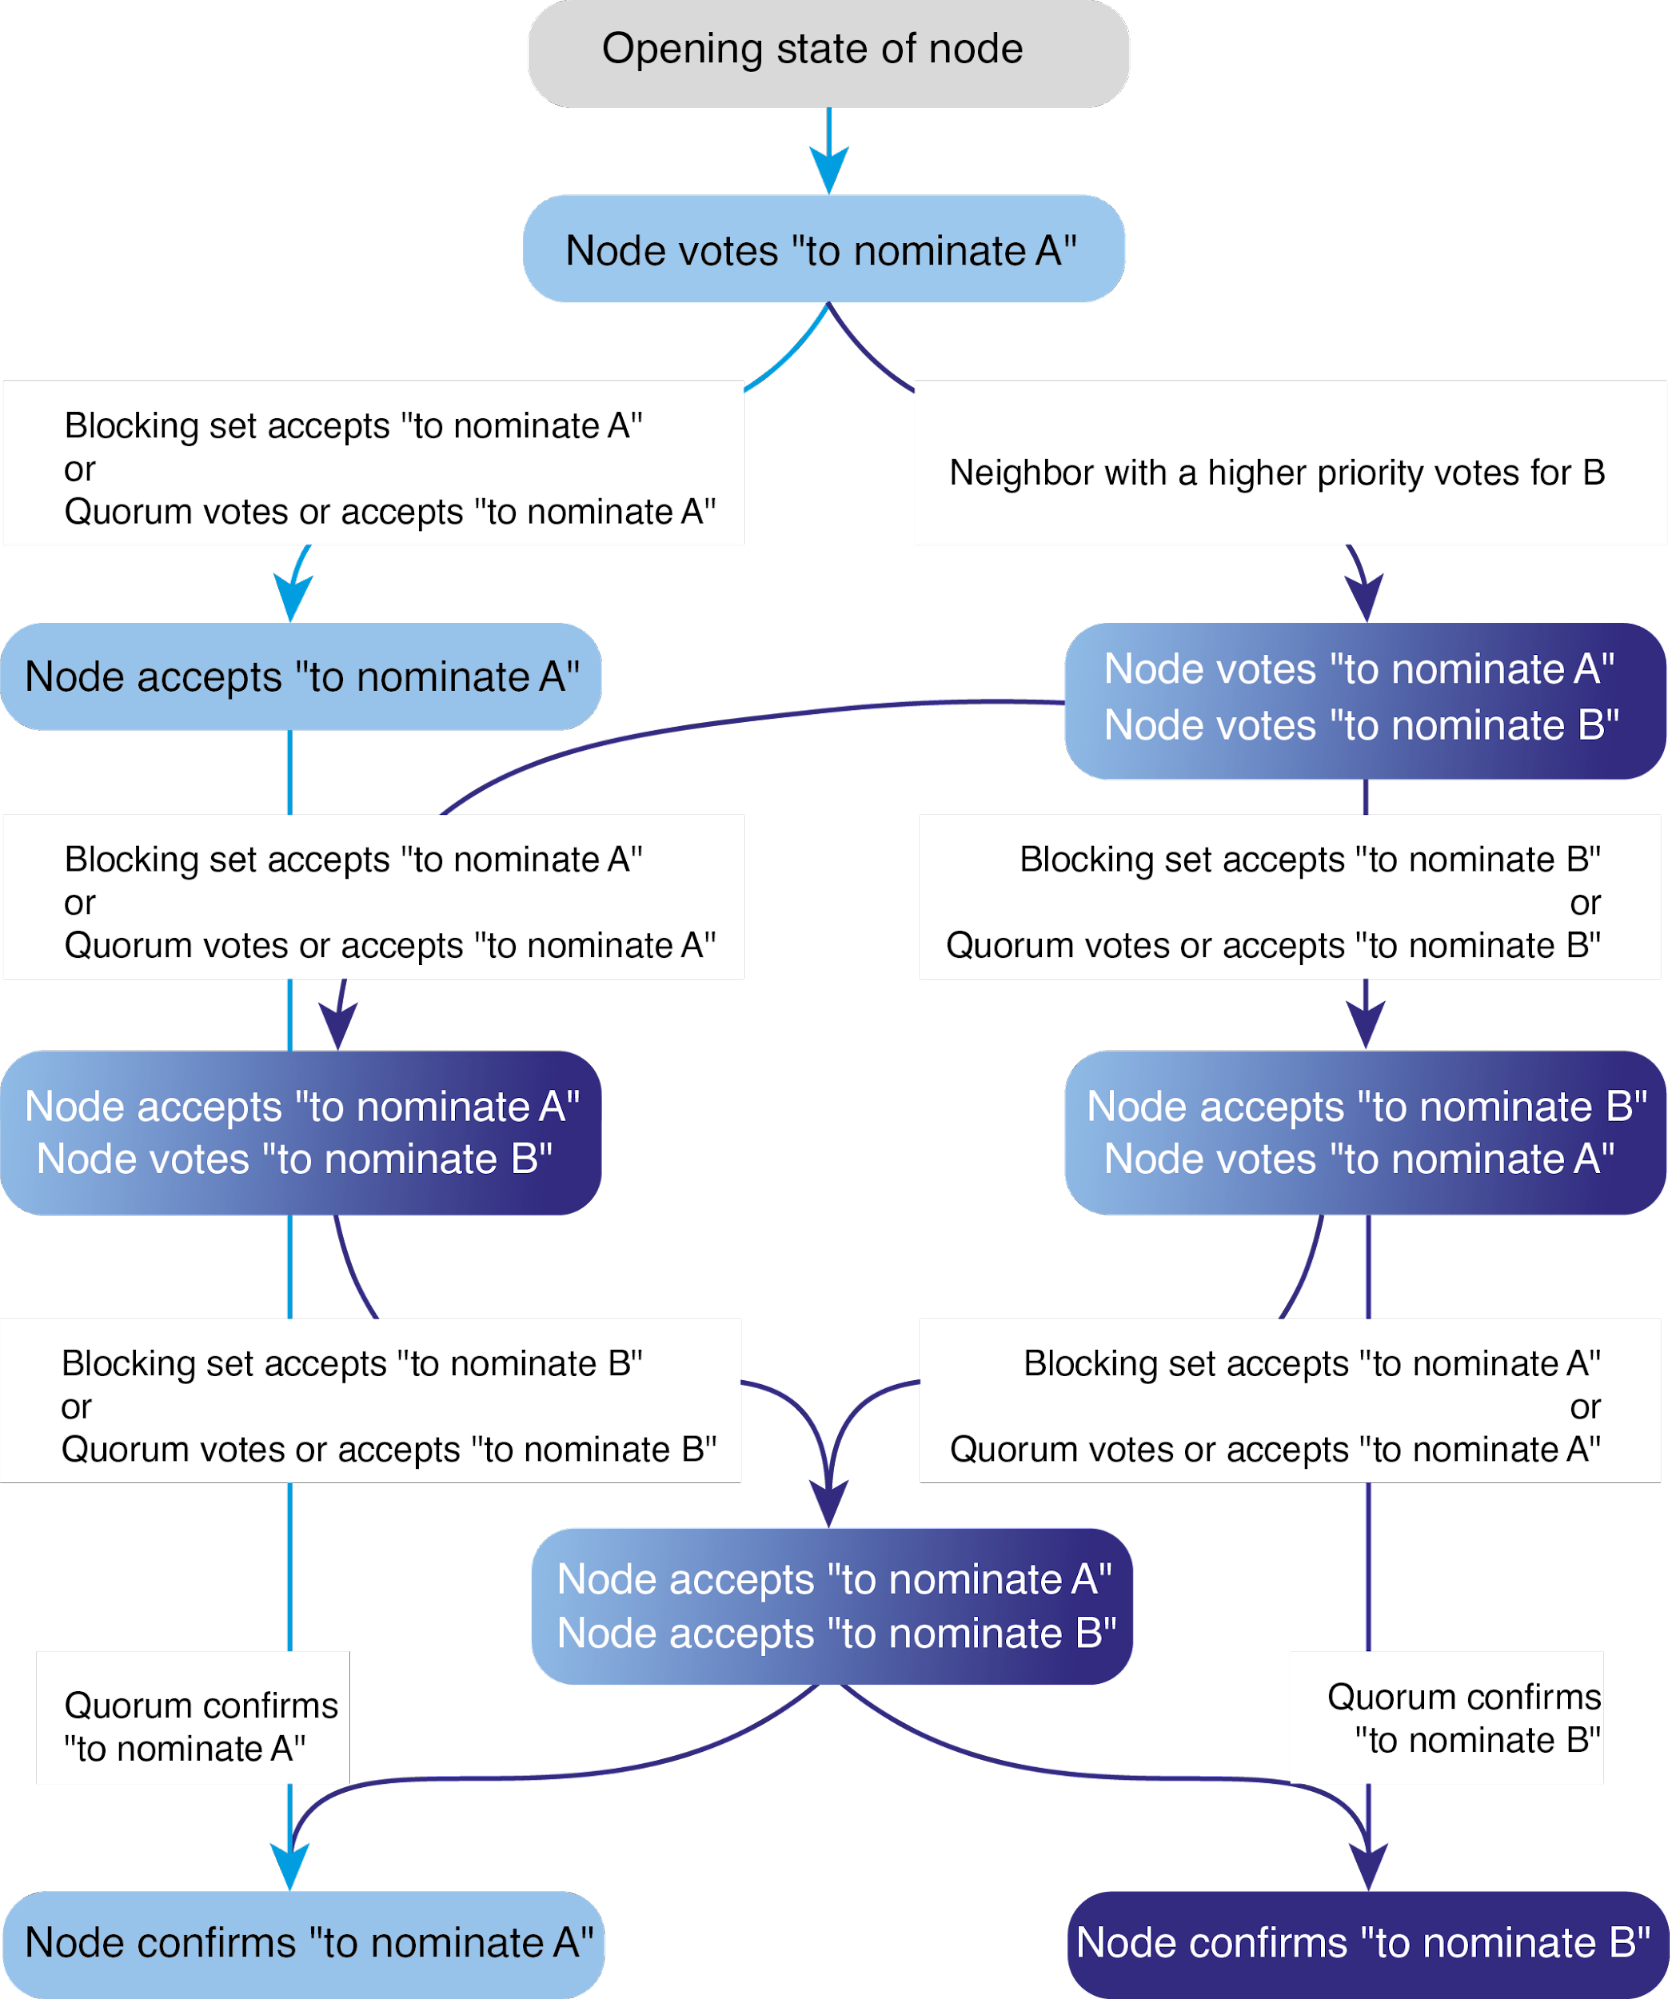 Opening state of node
Node votes "to nominate A"
Blocking set accepts "to nominate A"
or
Quorum votes or accepts "to nominate A"
Neighbor with a higher priority votes for B
Node accepts "to nominate A"
Node votes "to nominate A"
Node votes "to nominate B"
Blocking set accepts "to nominate A"
or
Quorum votes or accepts "to nominate A"
Blocking set accepts "to nominate B"
or
Quorum votes or accepts "to nominate B"
Node accepts "to nominate A"
Node votes "to nominate B"
Node accepts "to nominate B"
Node votes "to nominate A"
Blocking set accepts "to nominate B"
or
Quorum votes or accepts "to nominate B"
Blocking set accepts "to nominate A"
or
Quorum votes or accepts "to nominate A"
Node accepts "to nominate A"
Node accepts "to nominate B"
Quorum confirms
"to nominate A"
Quorum confirms
"to nominate B"
Node confirms "to nominate A"
Node confirms "to nominate B"